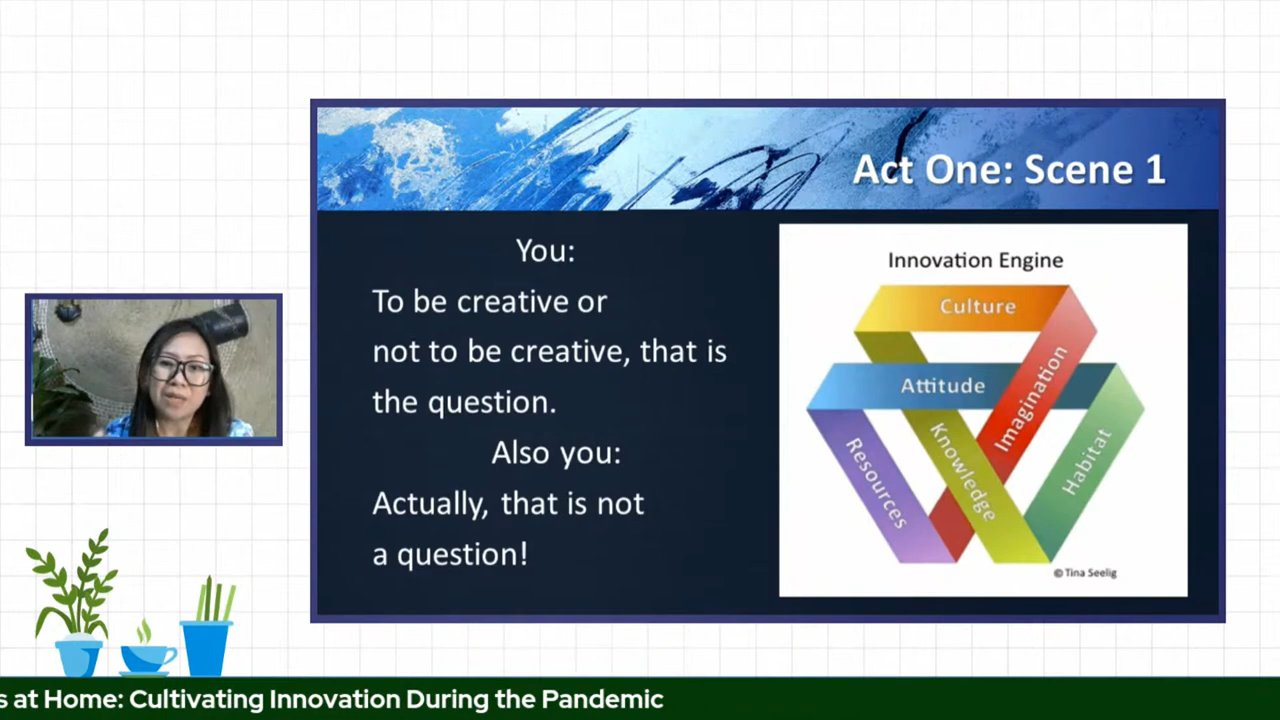 Act One: Scene 1
You:
To be creative or
not to be creative, that is
the question.
Also you:
Actually, that is not
a question!
Innovation Engine
Culture
Attitude
Imagination
Resources
Knowledge
Habitat
© Tina Seelig
s at Home: Cultivating Innovation During the Pandemic